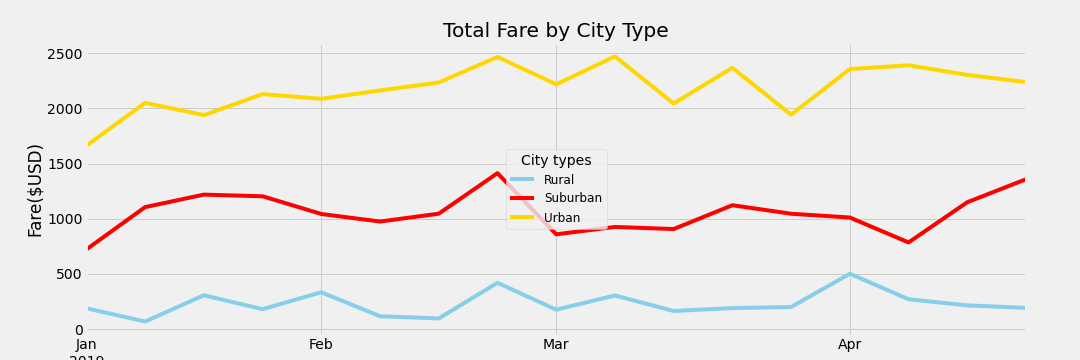 Total Fare by City Type
Fare($USD)
2500
2000
1500
1000
500
0
City types
Rural
Suburban
Urban
Jan
Feb
Mar
Apr
2019